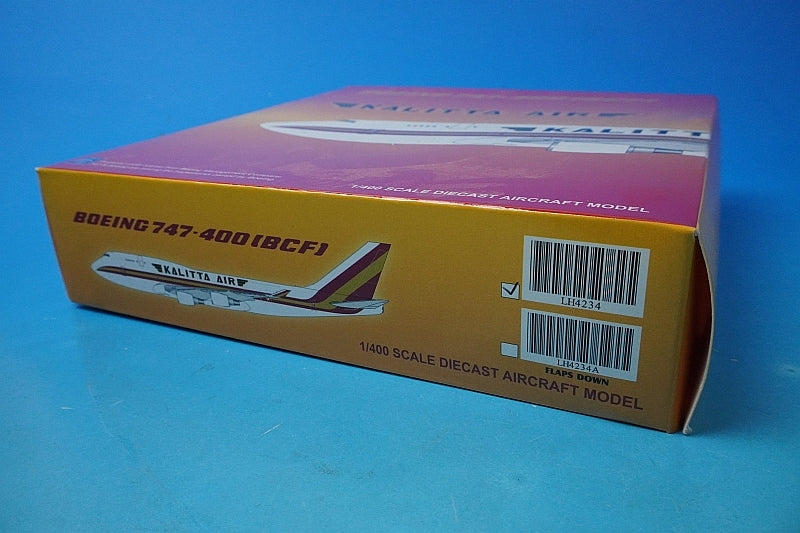 KALITTA AIR
KALITTA
1/400 SCALE DIECAST AIRCRAFT MODEL
BOEING 747-400(BCF)
KALITTA AIR
LH4234
LH4234A
FLAPS DOWN
1/400 SCALE DIECAST AIRCRAFT MODEL